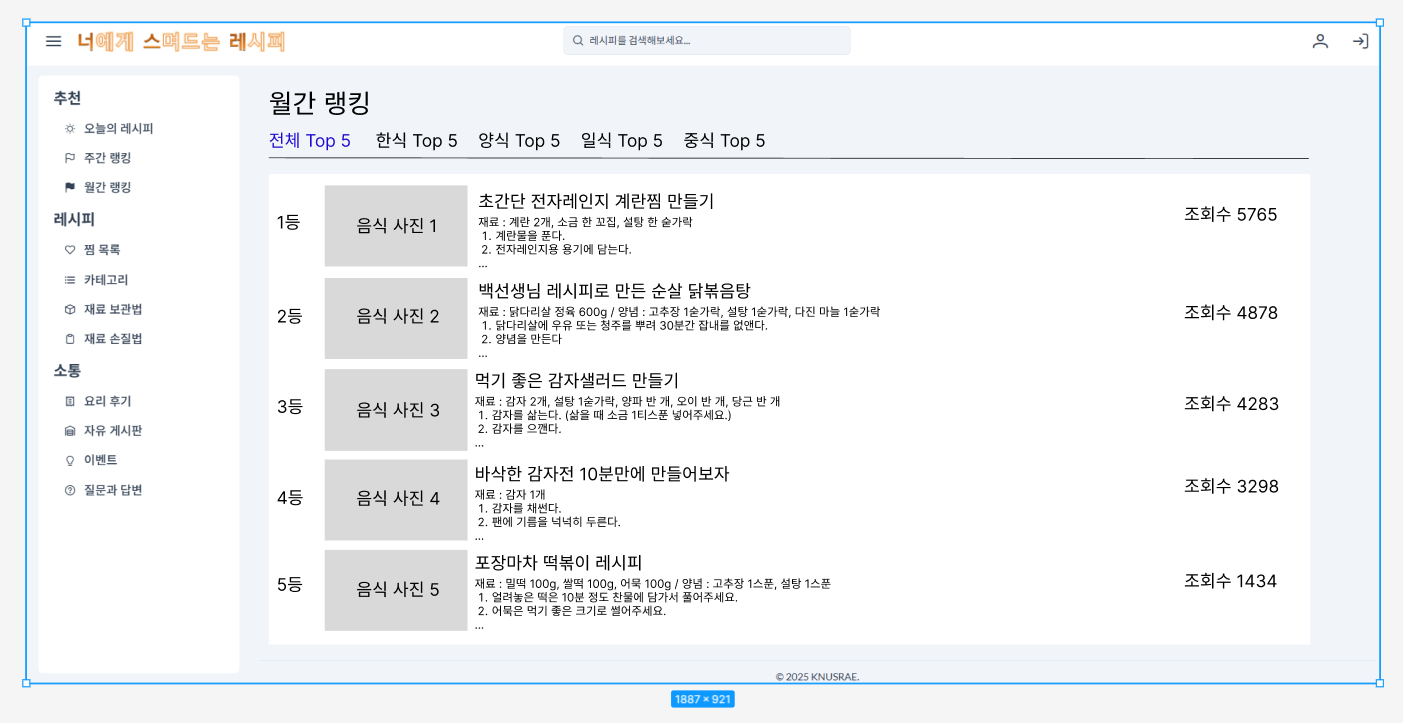 너에게 스며드는 레시피
레시피를 검색해보세요...
추천
오늘의 레시피
주간 랭킹
월간 랭킹
레시피
찜 목록
카테고리
재료 보관법
재료 손질법
소통
요리 후기
자유 게시판
이벤트
질문과 답변
월간 랭킹
전체 Top 5 한식 Top 5 양식 Top 5 일식 Top 5 중식 Top 5
1등
음식 사진 1
초간단 전자레인지 계란찜 만들기
재료 : 계란 2개, 소금 한 꼬집, 설탕 한 숟가락
1. 계란물을 푼다.
2. 전자레인지용 용기에 담는다.
...
조회수 5765
2등
음식 사진 2
백선생님 레시피로 만든 순살 닭볶음탕
재료 : 닭다리살 정육 600g / 양념 : 고추장 1숟가락, 설탕 1숟가락, 다진 마늘 1숟가락
1. 닭다리살에 우유 또는 청주를 뿌려 30분간 잡내를 없앤다.
2. 양념을 만든다
...
조회수 4878
3등
음식 사진 3
먹기 좋은 감자샐러드 만들기
재료 : 감자 2개, 설탕 1숟가락, 양파 반 개, 오이 반 개, 당근 반 개
1. 감자를 삶는다. (삶을 때 소금 1티스푼 넣어주세요.)
2. 감자를 으깬다.
...
조회수 4283
4등
음식 사진 4
바삭한 감자전 10분만에 만들어보자
재료 : 감자 1개
1. 감자를 채썬다.
2. 팬에 기름을 넉넉히 두른다.
...
조회수 3298
5등
음식 사진 5
포장마차 떡볶이 레시피
재료 : 밀떡 100g, 쌀떡 100g, 어묵 100g / 양념 : 고추장 1스푼, 설탕 1스푼
1. 얼려놓은 떡은 10분 정도 찬물에 담가서 풀어주세요.
2. 어묵은 먹기 좋은 크기로 썰어주세요.
...
조회수 1434
© 2025 KNUSRAE.
1887 × 921